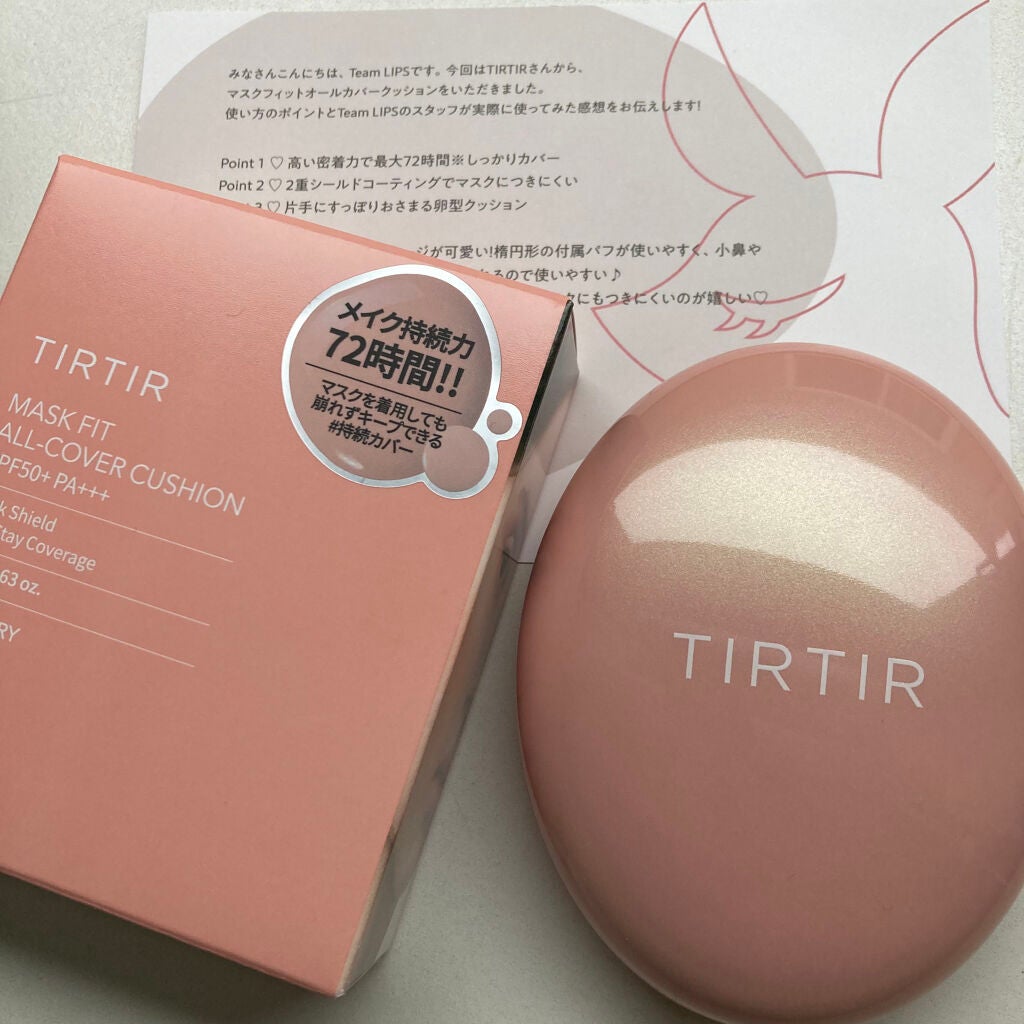 みなさんこんにちは、Team LIPSです。今回はTIRTIRさんから、
マスクフィットオールカバークッションをいただきました。
使い方のポイントとTeam LIPSのスタッフが実際に使ってみた感想をお伝えします!
Point 1 ♡ 高い密着力で最大72時間※しっかりカバー
Point 2 ♡ 2重シールドコーティングでマスクにつきにくい
3 ♡ 片手にすっぽりおさまる卵型クッション
ジが可愛い!楕円形の付属パフが使いやすく、小鼻や
るので使いやすい♪
にもつきにくいのが嬉しい♡
TIRTIR
MASK FIT
ALL-COVER CUSHION
PF50+ PA+++
k Shield
Stay Coverage
63 oz.
RY
メイク持続力
72時間!!
マスクを着用しても
崩れずキープできる
#持続カバー
TIRTIR